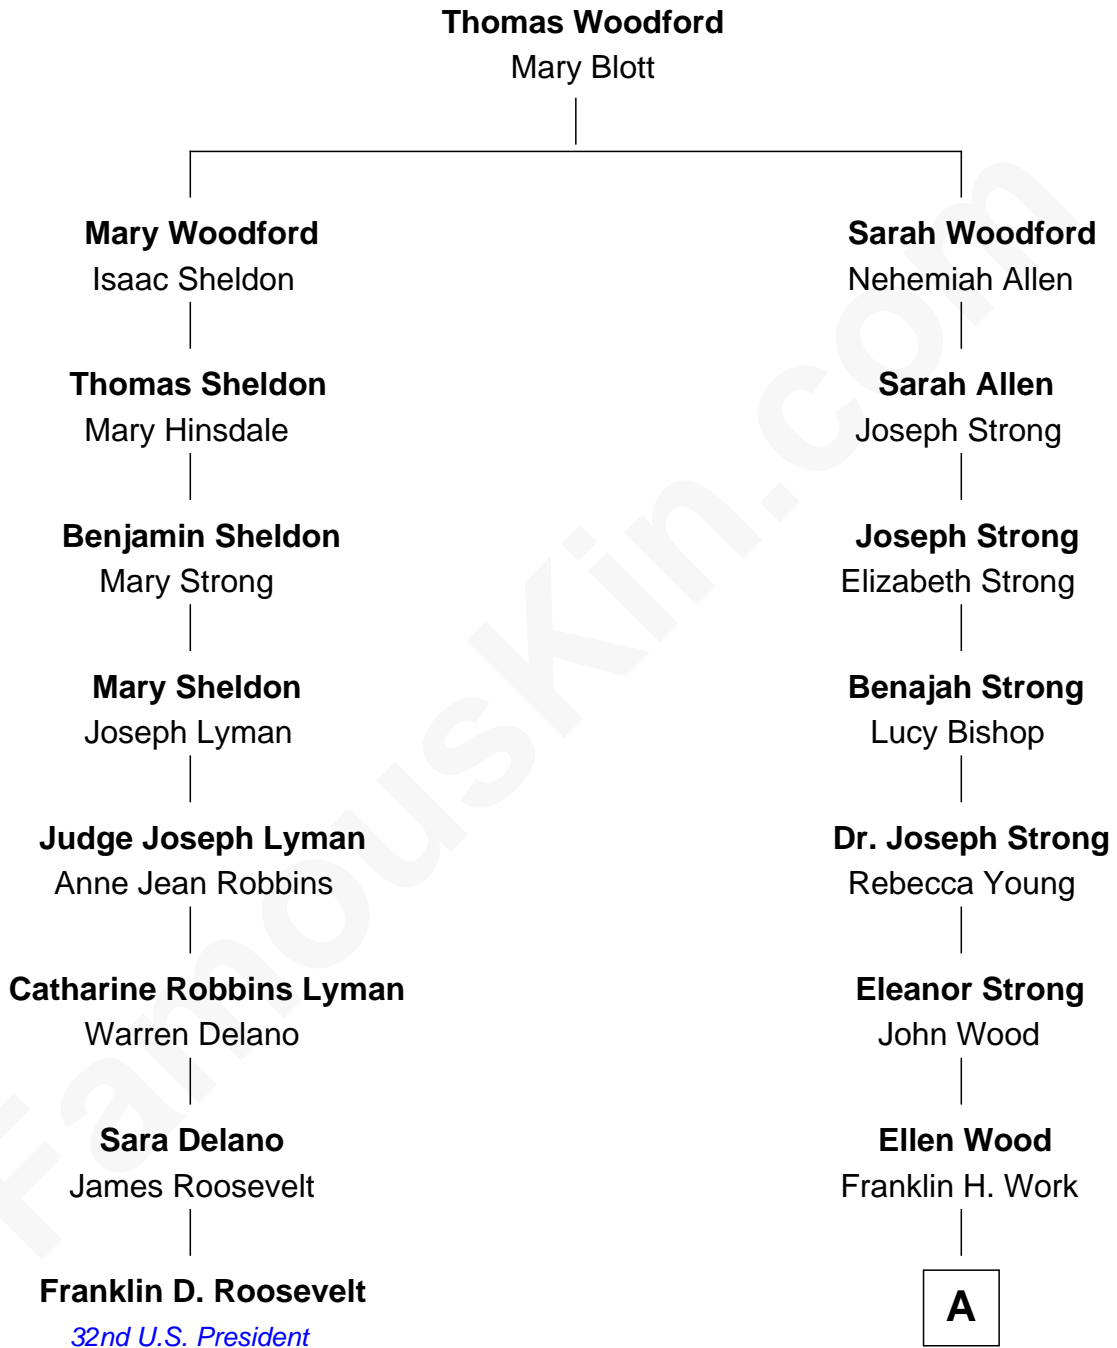 Thomas Woodford
Mary Blott
Mary Woodford
Isaac Sheldon
Sarah Woodford
Nehemiah Allen
Thomas Sheldon
Mary Hinsdale
Sarah Allen
Joseph Strong
Benjamin Sheldon
Mary Strong
Joseph Strong
Elizabeth Strong
Mary Sheldon
Joseph Lyman
Benajah Strong
Lucy Bishop
Judge Joseph Lyman
Anne Jean Robbins
Dr. Joseph Strong
Rebecca Young
Catharine Robbins Lyman
Warren Delano
Eleanor Strong
John Wood
Sara Delano
James Roosevelt
Ellen Wood
Franklin H. Work
Franklin D. Roosevelt
32nd U.S. President
A
FamousKin.com